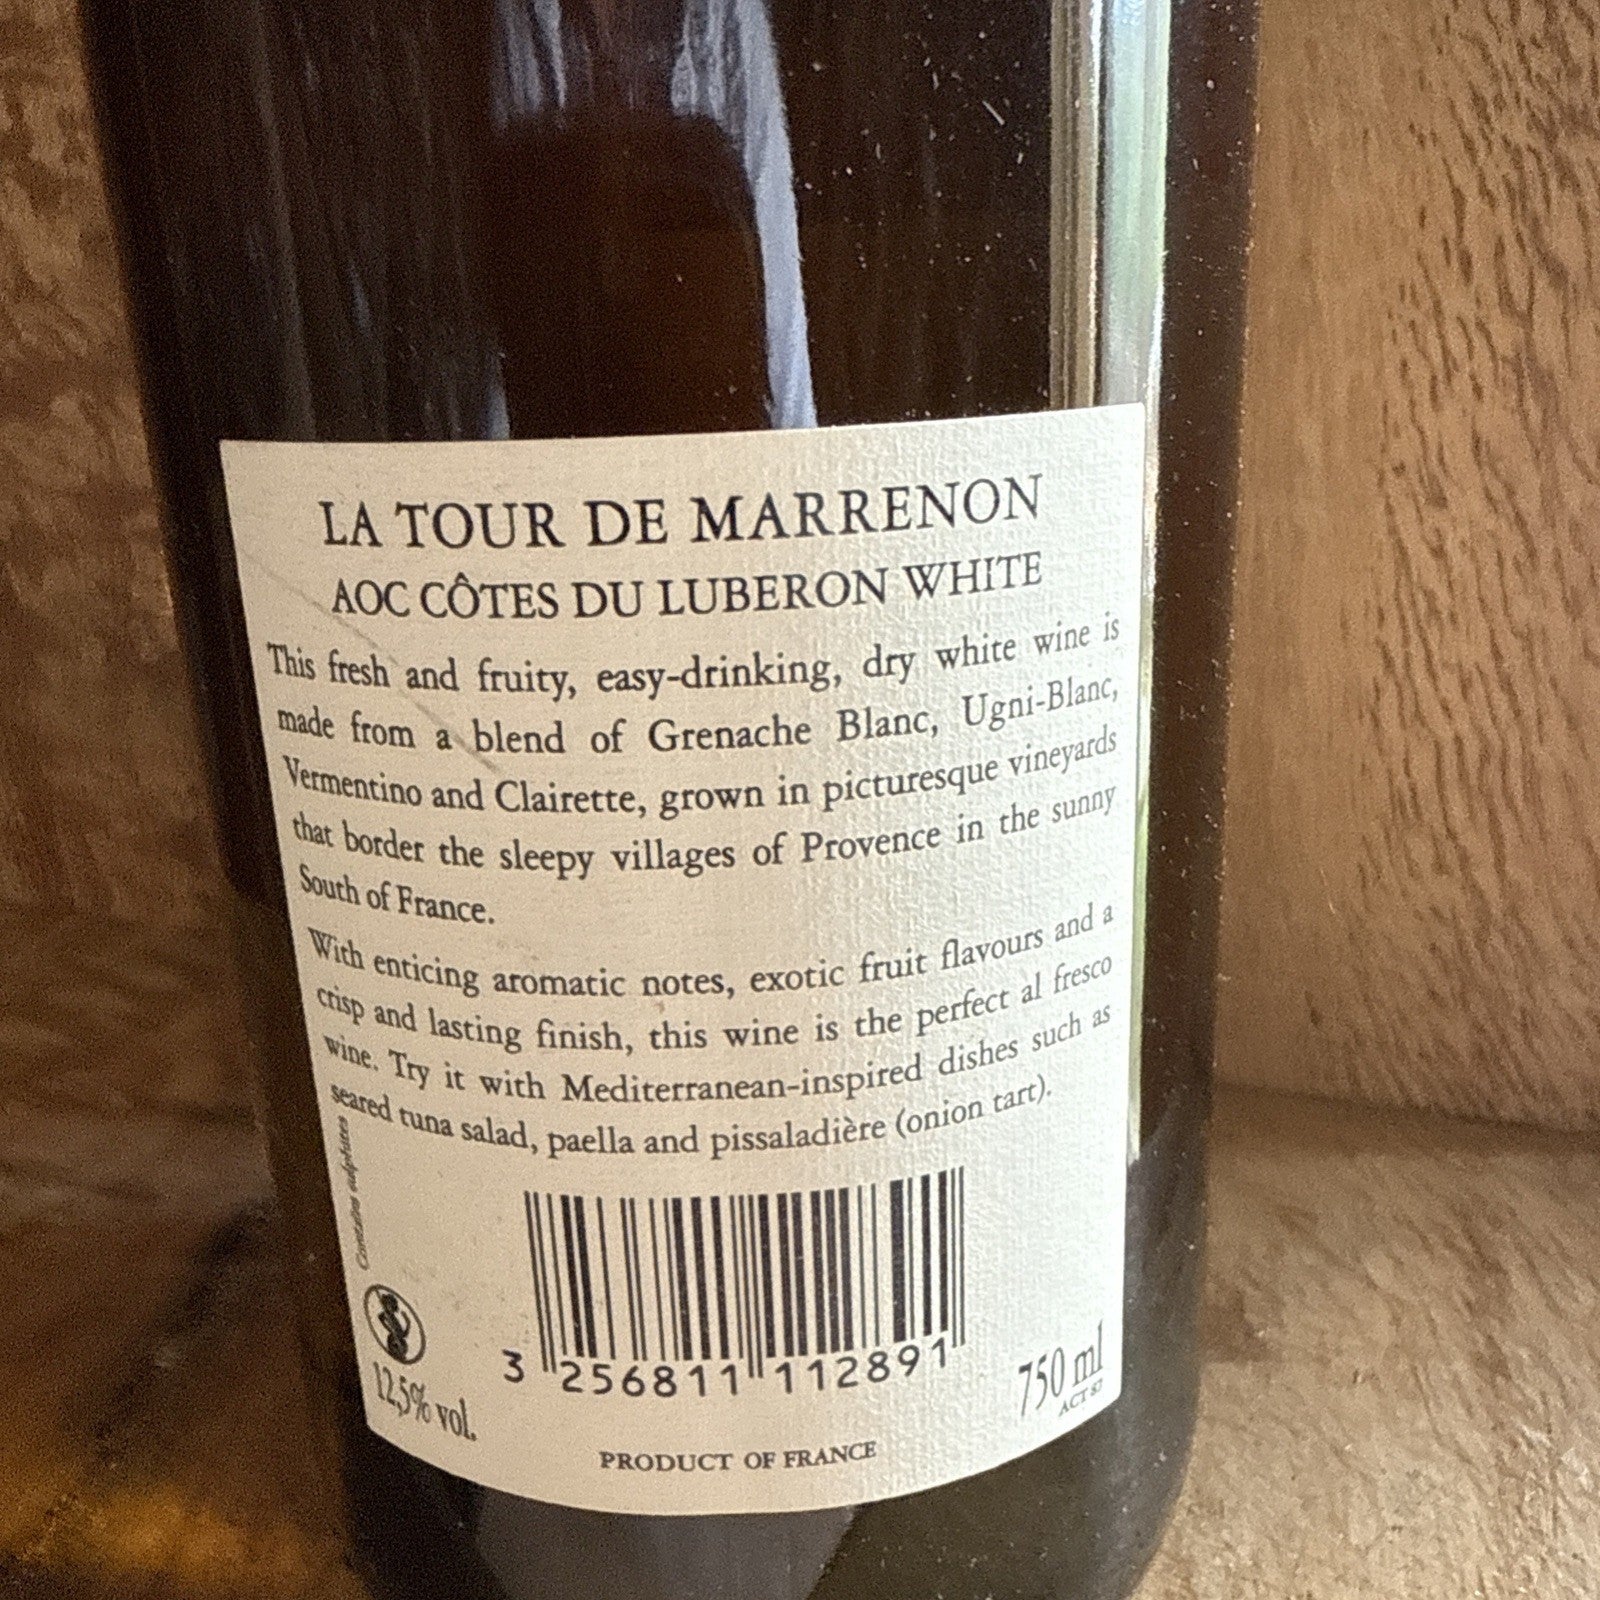 LA TOUR DE MARRENON
AOC CÔTES DU LUBERON WHITE
This fresh and fruity, easy-drinking, dry white wine is
made from a blend of Grenache Blanc, Ugni-Blanc,
Vermentino and Clairette, grown in picturesque vineyards
that border the sleepy villages of Provence in the sunny
South of France.
With enticing aromatic notes, exotic fruit flavours and a
crisp and lasting finish, this wine is the perfect al fresco
wine. Try it with Mediterranean-inspired dishes such as
seared tuna salad, paella and pissaladière (onion tart).
Contains sulphites
3 256811 112891
12,5% vol.
750 ml
ACT 87
PRODUCT OF FRANCE